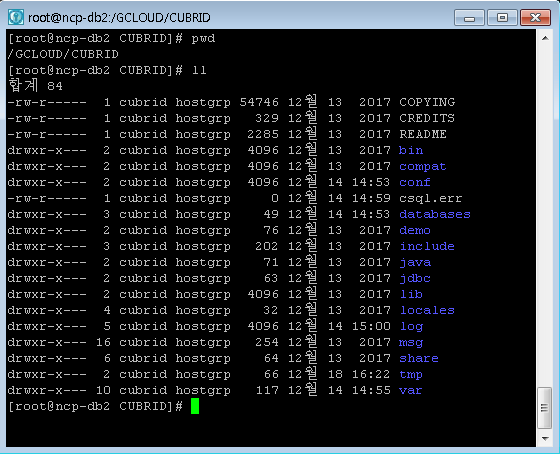 root@ncp-db2:/GCLOUD/CUBRID
[root@ncp-db2 CUBRID]# pwd
/GCLOUD/CUBRID
[root@ncp-db2 CUBRID]# ll
합계 84
-rw-r----- 1 cubrid hostgrp 54746 12월 13 2017 COPYING
-rw-r----- 1 cubrid hostgrp 329 12월 13 2017 CREDITS
-rw-r----- 1 cubrid hostgrp 2285 12월 13 2017 README
drwxr-x--- 2 cubrid hostgrp 4096 12월 13 2017 bin
drwxr-x--- 2 cubrid hostgrp 4096 12월 13 2017 compat
drwxr-x--- 2 cubrid hostgrp 4096 12월 14 14:53 conf
-rw-r----- 1 cubrid hostgrp 0 12월 14 14:59 csql.err
drwxr-x--- 3 cubrid hostgrp 49 12월 14 14:53 databases
drwxr-x--- 2 cubrid hostgrp 76 12월 13 2017 demo
drwxr-x--- 3 cubrid hostgrp 202 12월 13 2017 include
drwxr-x--- 2 cubrid hostgrp 71 12월 13 2017 java
drwxr-x--- 2 cubrid hostgrp 63 12월 13 2017 jdbc
drwxr-x--- 2 cubrid hostgrp 4096 12월 13 2017 lib
drwxr-x--- 4 cubrid hostgrp 32 12월 13 2017 locales
drwxr-x--- 5 cubrid hostgrp 4096 12월 14 15:00 log
drwxr-x--- 16 cubrid hostgrp 254 12월 13 2017 msg
drwxr-x--- 6 cubrid hostgrp 64 12월 13 2017 share
drwxr-x--- 2 cubrid hostgrp 66 12월 18 16:22 tmp
drwxr-x--- 10 cubrid hostgrp 117 12월 14 14:55 var
[root@ncp-db2 CUBRID]#